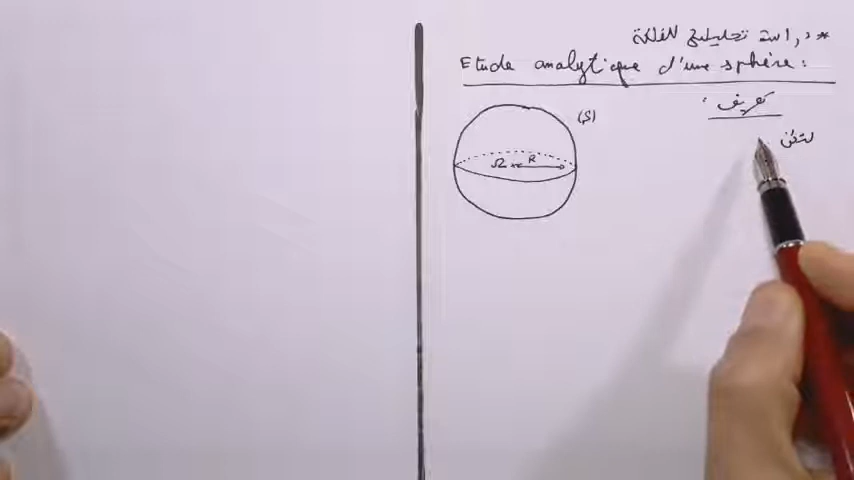 * دراسة تحليلية للفلكة
Etude analytique d'une sphère :
تعريف :
(S)
لتكن
Ω R